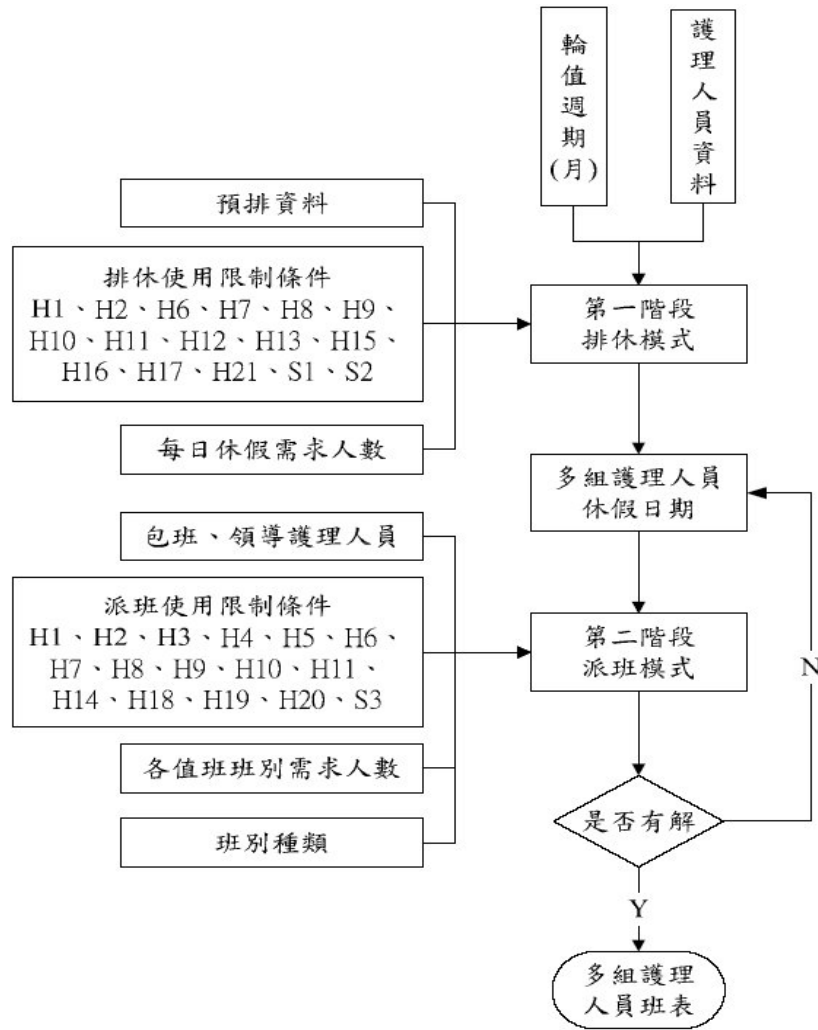 輪值週期(月)
護理人員資料
預排資料
排休使用限制條件
H1、H2、H6、H7、H8、H9、
H10、H11、H12、H13、H15、
H16、H17、H21、S1、S2
第一階段
排休模式
每日休假需求人數
多組護理人員
休假日期
包班、領導護理人員
派班使用限制條件
H1、H2、H3、H4、H5、H6、
H7、H8、H9、H10、H11、
H14、H18、H19、H20、S3
第二階段
派班模式
N
各值班班別需求人數
是否有解
班別種類
Y
多組護理
人員班表